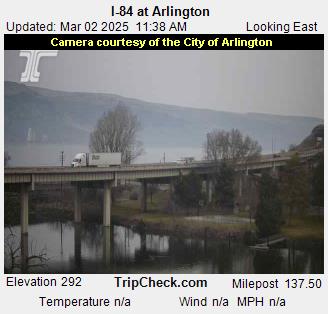 I-84 at Arlington
Updated: Mar 02 2025 11:38 AM Looking East
Camera courtesy of the City of Arlington
Elevation 292 TripCheck.com Milepost 137.50
Temperature n/a Wind n/a MPH n/a